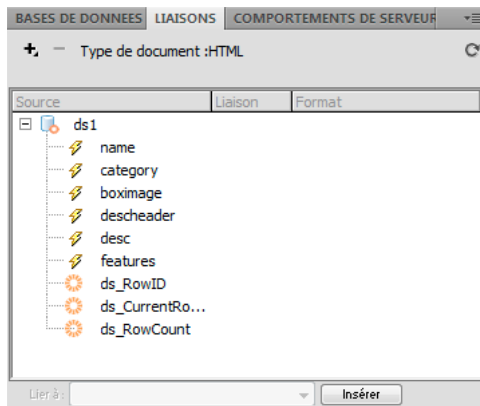 BASES DE DONNEES LIAISONS COMPORTEMENTS DE SERVEUR
Type de document :HTML
Source Liaison Format
ds1
name
category
boximage
descheader
desc
features
ds_RowID
ds_CurrentRo...
ds_RowCount
Lier à : Insérer